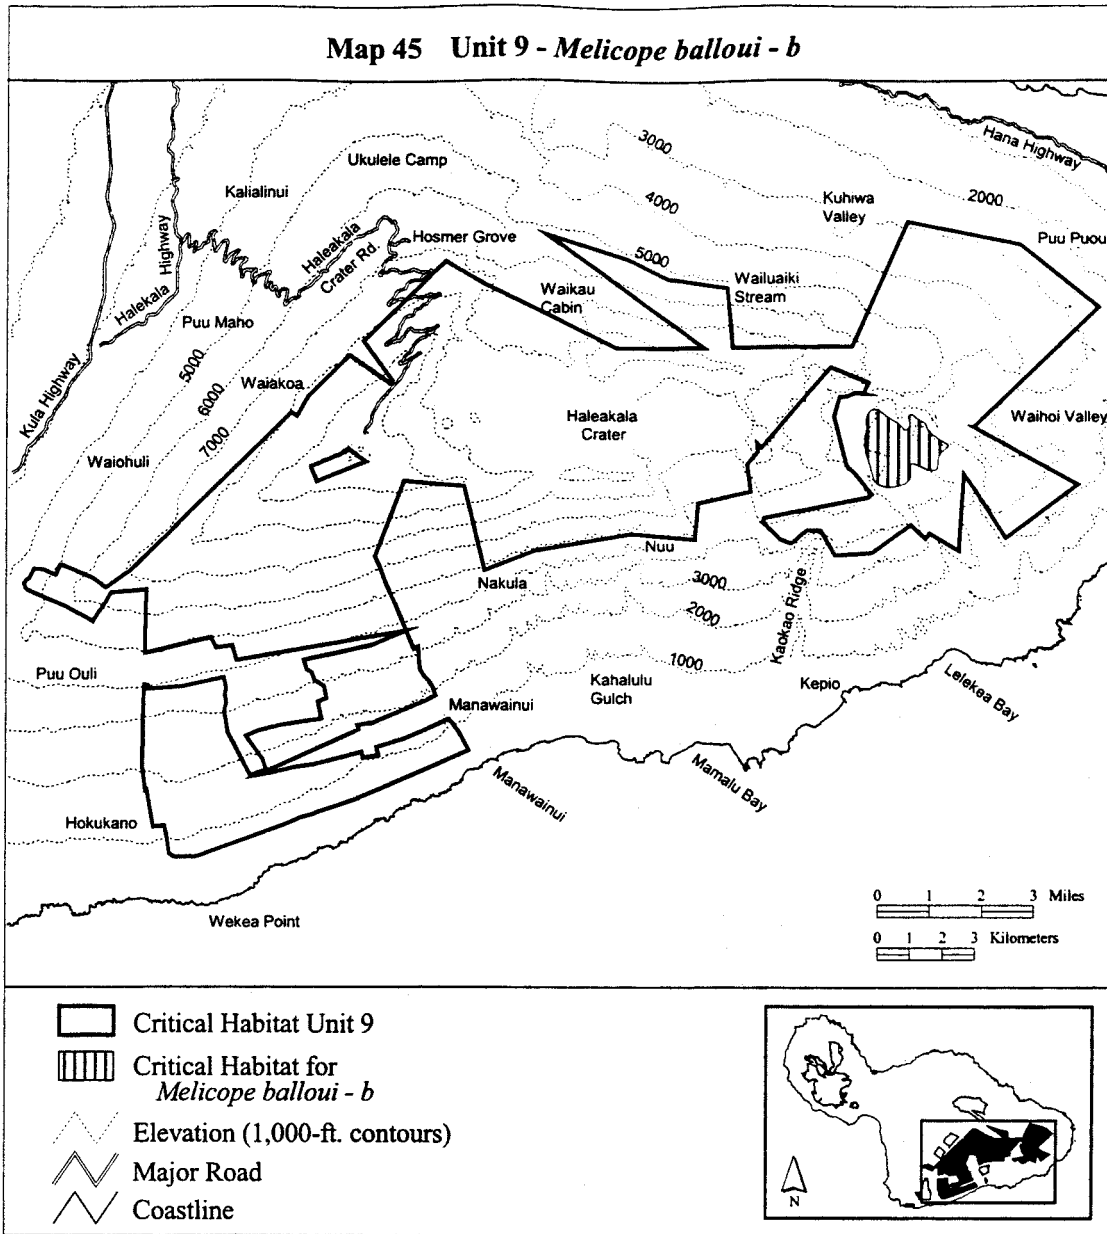 Map 45 Unit 9 - Melicope balloui - b
Hana Highway
3000
Ukulele Camp
Kalialinui
2000
Kuhiwa
Valley
4000
Highway
Haleakala
Crater Rd.
Hosmer Grove
Puu Puou
5000
Wailuaiki
Stream
Waikau
Cabin
Halekala
Puu Maho
5000
Kula Highway
6000
Waiakoa
7000
Haleakala
Crater
Waihoi Valley
Waiohuli
Nuu
Nakula
3000
2000
Kaokao Ridge
1000
Puu Ouli
Kahalulu
Gulch
Kepio
Lelekea Bay
Manawainui
Mamalu Bay
Manawainui
Hokukano
Wekea Point
0 1 2 3 Miles
0 1 2 3 Kilometers
Critical Habitat Unit 9
Critical Habitat for
Melicope balloui - b
Elevation (1,000-ft. contours)
Major Road
Coastline
N